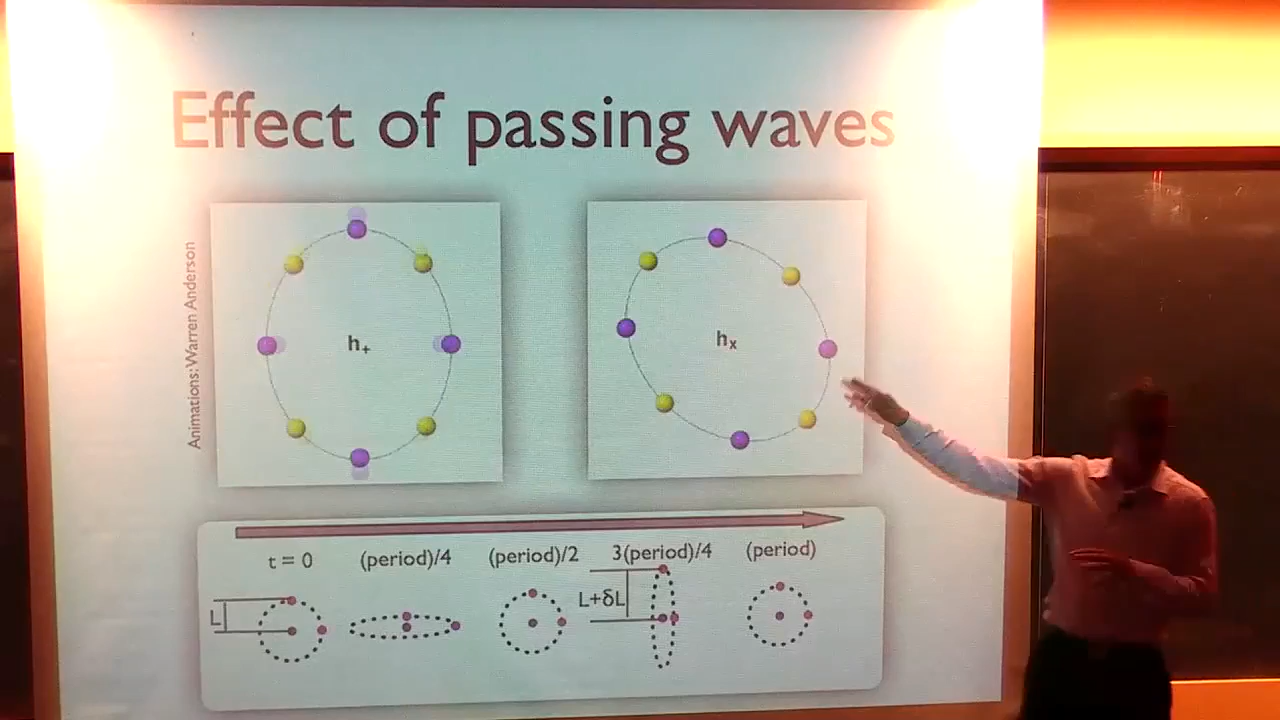 Effect of passing waves
Animations: Warren Anderson
h+
hx
t = 0
(period)/4
(period)/2
3(period)/4
(period)
L
L+δL